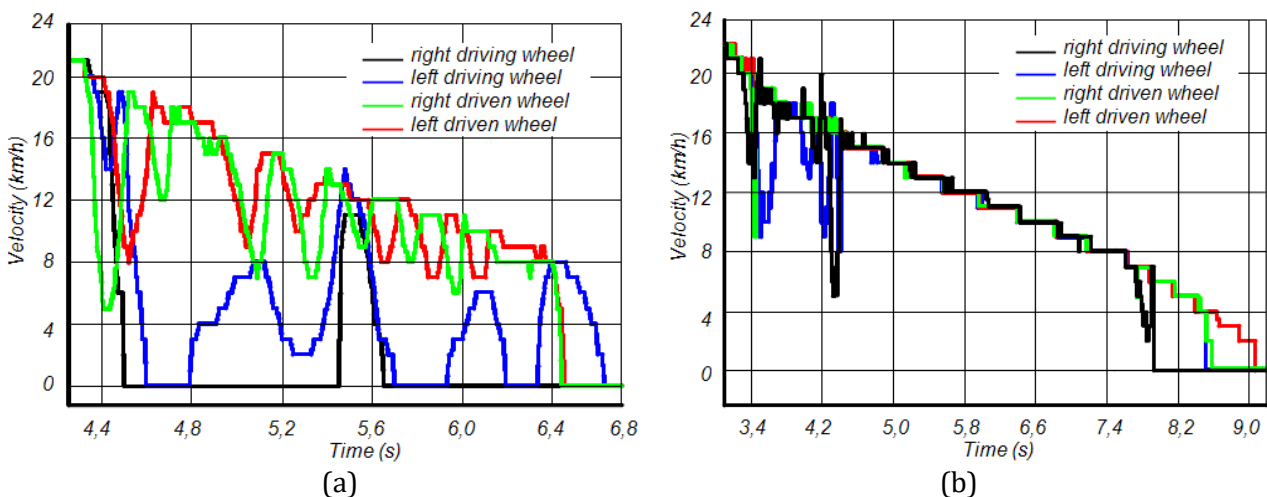 24
20
16
12
8
4
0
Velocity (km/h)
right driving wheel
left driving wheel
right driven wheel
left driven wheel
4,4 4,8 5,2 5,6 6,0 6,4 6,8
Time (s)
(a)
24
20
16
12
8
4
0
Velocity (km/h)
right driving wheel
left driving wheel
right driven wheel
left driven wheel
3,4 4,2 5,0 5,8 6,6 7,4 8,2 9,0
Time (s)
(b)